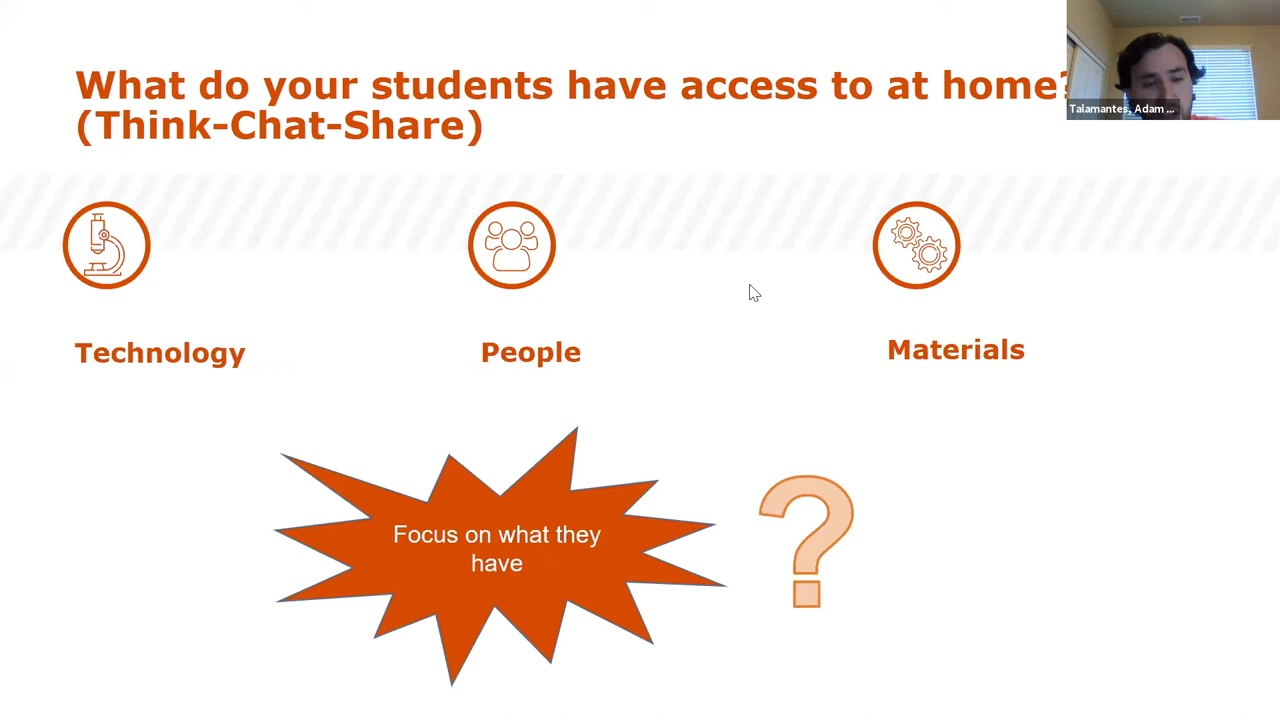 What do your students have access to at home?
(Think-Chat-Share)
Talamantes, Adam ...
Technology
People
Materials
Focus on what they
have
?